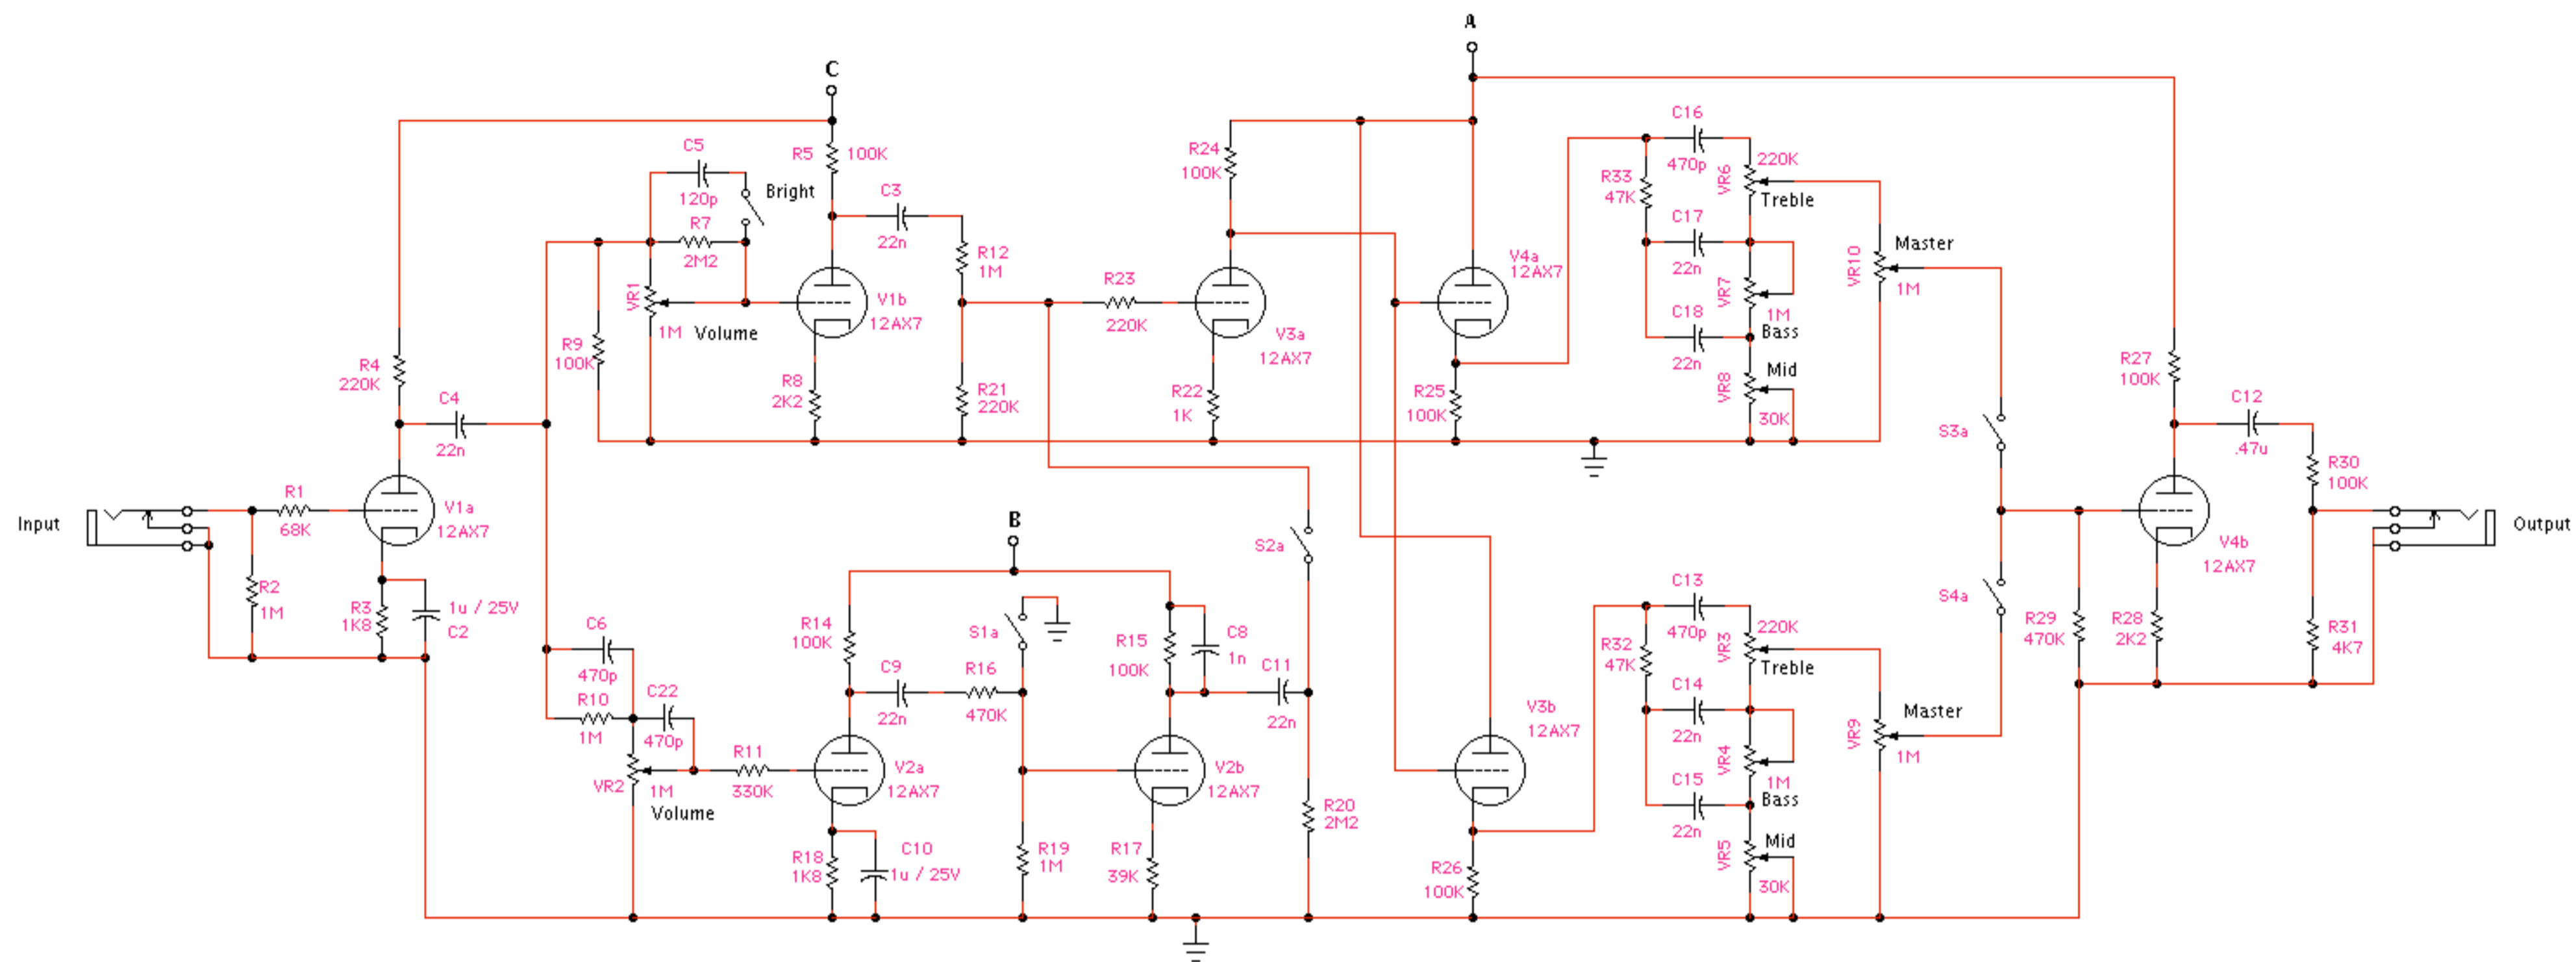 A
C
C16
470p
220K
VR6
Treble
C5
120p
Bright
R5
100K
R7
2M2
C3
22n
R24
100K
R33
47K
C17
22n
R12
1M
V4a
12AX7
Master
VR10
1M
VR7
1M
Bass
VR1
1M
Volume
V1b
12AX7
R23
220K
V3a
12AX7
C18
22n
R9
100K
R4
220K
R8
2K2
R21
220K
R22
1K
R25
100K
Mid
VR8
30K
R27
100K
C4
22n
C12
.47u
S3a
R30
100K
Input
R1
68K
V1a
12AX7
B
S2a
V4b
12AX7
Output
R2
1M
R3
1K8
1u / 25V
C2
C6
470p
R14
100K
S1a
R15
100K
C8
1n
C13
470p
220K
VR3
Treble
S4a
R29
470K
R28
2K2
R31
4K7
R10
1M
C22
470p
C9
22n
R16
470K
C11
22n
R32
47K
C14
22n
V3b
12AX7
Master
VR9
1M
VR4
1M
Bass
VR2
1M
Volume
R11
330K
V2a
12AX7
V2b
12AX7
C15
22n
R20
2M2
R18
1K8
C10
1u / 25V
R19
1M
R17
39K
R26
100K
Mid
VR5
30K